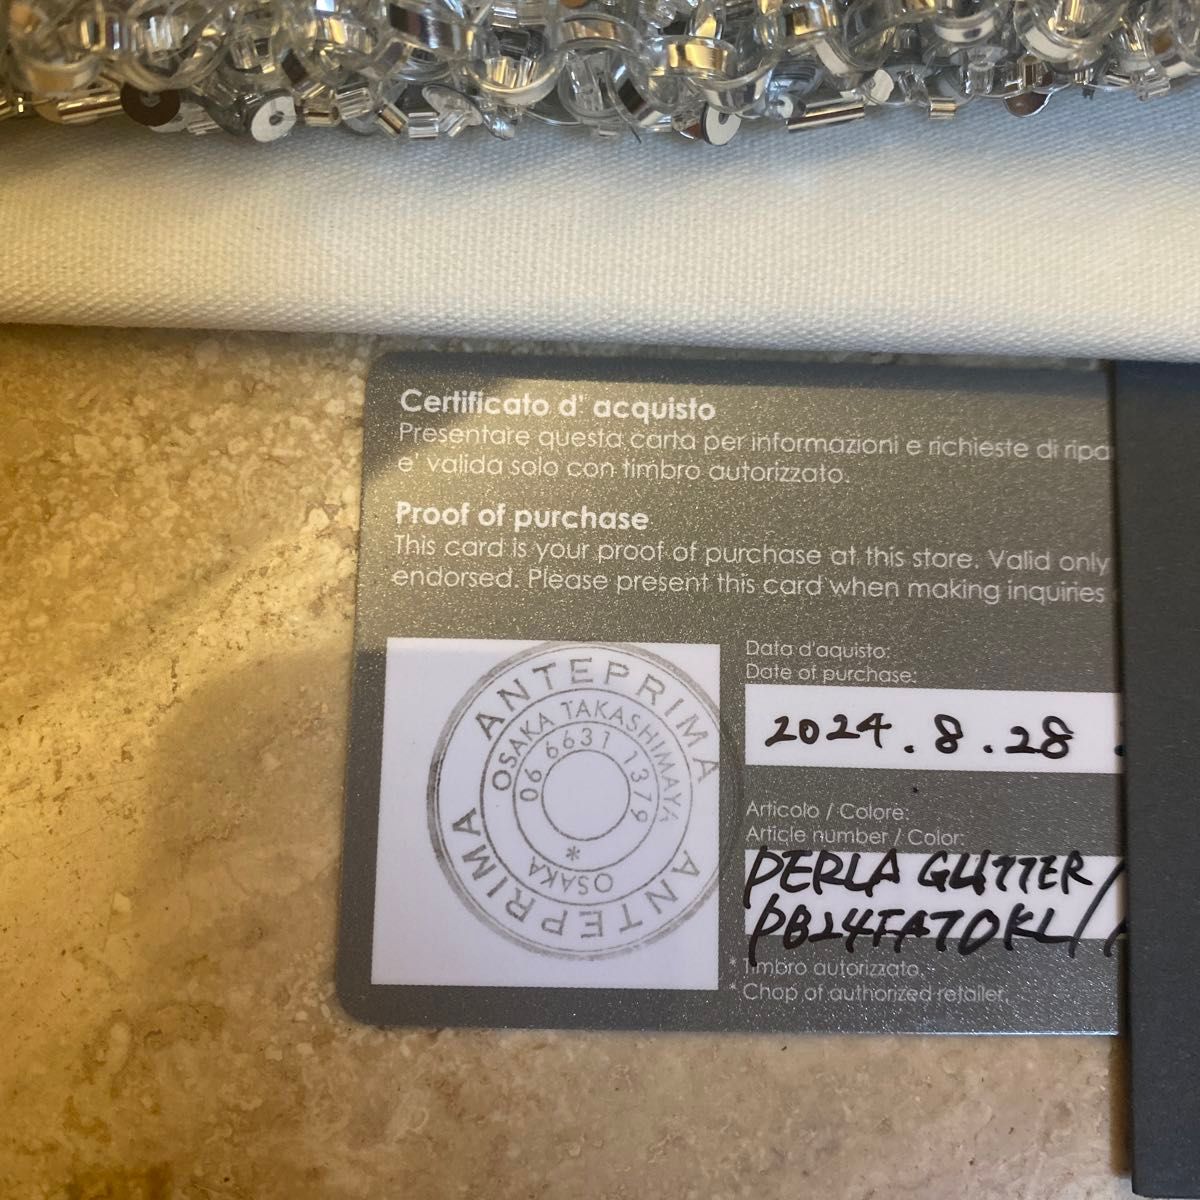 Certificato d' acquisto
Presentare questa carta per informazioni e richieste di ripa
e' valida solo con timbro autorizzato.
Proof of purchase
This card is your proof of purchase at this store. Valid only
endorsed. Please present this card when making inquiries
ANTEPRIMA
OSAKA TAKASHIMAYA
06 6631 1379
*
OSAKA
ANTEPRIMA
Data d'aquisto:
Date of purchase:
2024.8.28
Articolo / Colore:
Article number / Color:
PERLA GLITTER /
PB24FA70KL /
* Timbro autorizzato.
* Chop of authorized retailer.